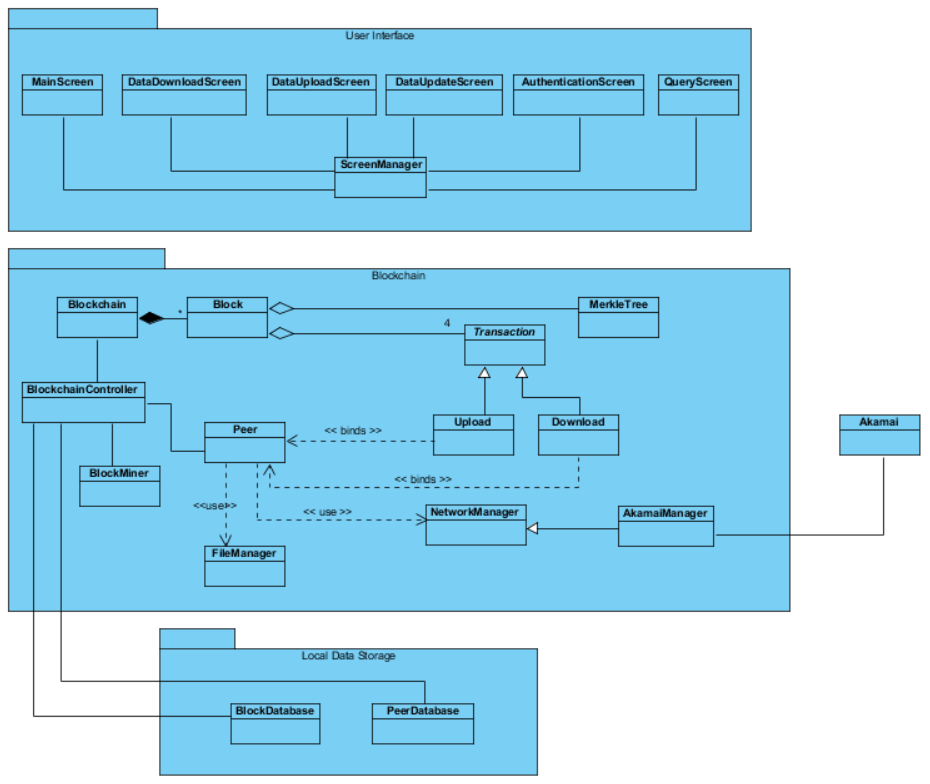 User Interface
MainScreen
DataDownloadScreen
DataUploadScreen
DataUpdateScreen
AuthenticationScreen
QueryScreen
ScreenManager
Blockchain
Blockchain
*
Block
MerkleTree
4
Transaction
BlockchainController
Peer
<< binds >>
Upload
Download
Akamai
BlockMiner
<< binds >>
<<use>>
<< use >>
NetworkManager
AkamaiManager
FileManager
Local Data Storage
BlockDatabase
PeerDatabase